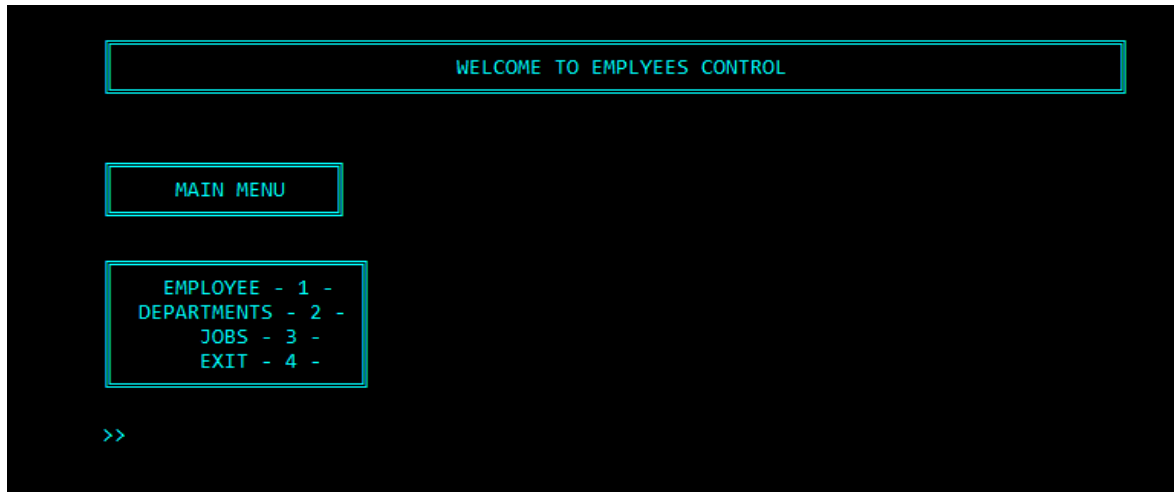 WELCOME TO EMPLYEES CONTROL
MAIN MENU
EMPLOYEE - 1 -
DEPARTMENTS - 2 -
JOBS - 3 -
EXIT - 4 -
>>